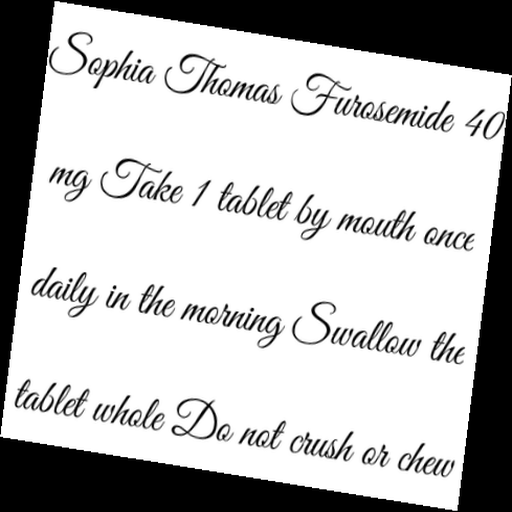 Sophia Thomas Furosemide 40
mg Take 1 tablet by mouth once
daily in the morning Swallow the
tablet whole Do not crush or chew